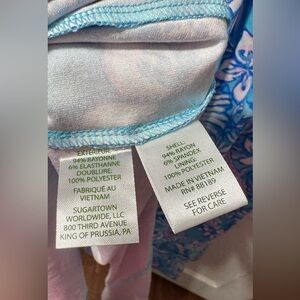 EXTÉRIEUR:
94% RAYONNE
6% ELASTHANNE
DOUBLURE:
100% POLYESTER
FABRIQUÉ AU
VIETNAM
SUGARTOWN
WORLDWIDE, LLC
800 THIRD AVENUE
KING OF PRUSSIA, PA
SHELL:
94% RAYON
6% SPANDEX
LINING:
100% POLYESTER
MADE IN VIETNAM
RN# 88189
SEE REVERSE
FOR CARE